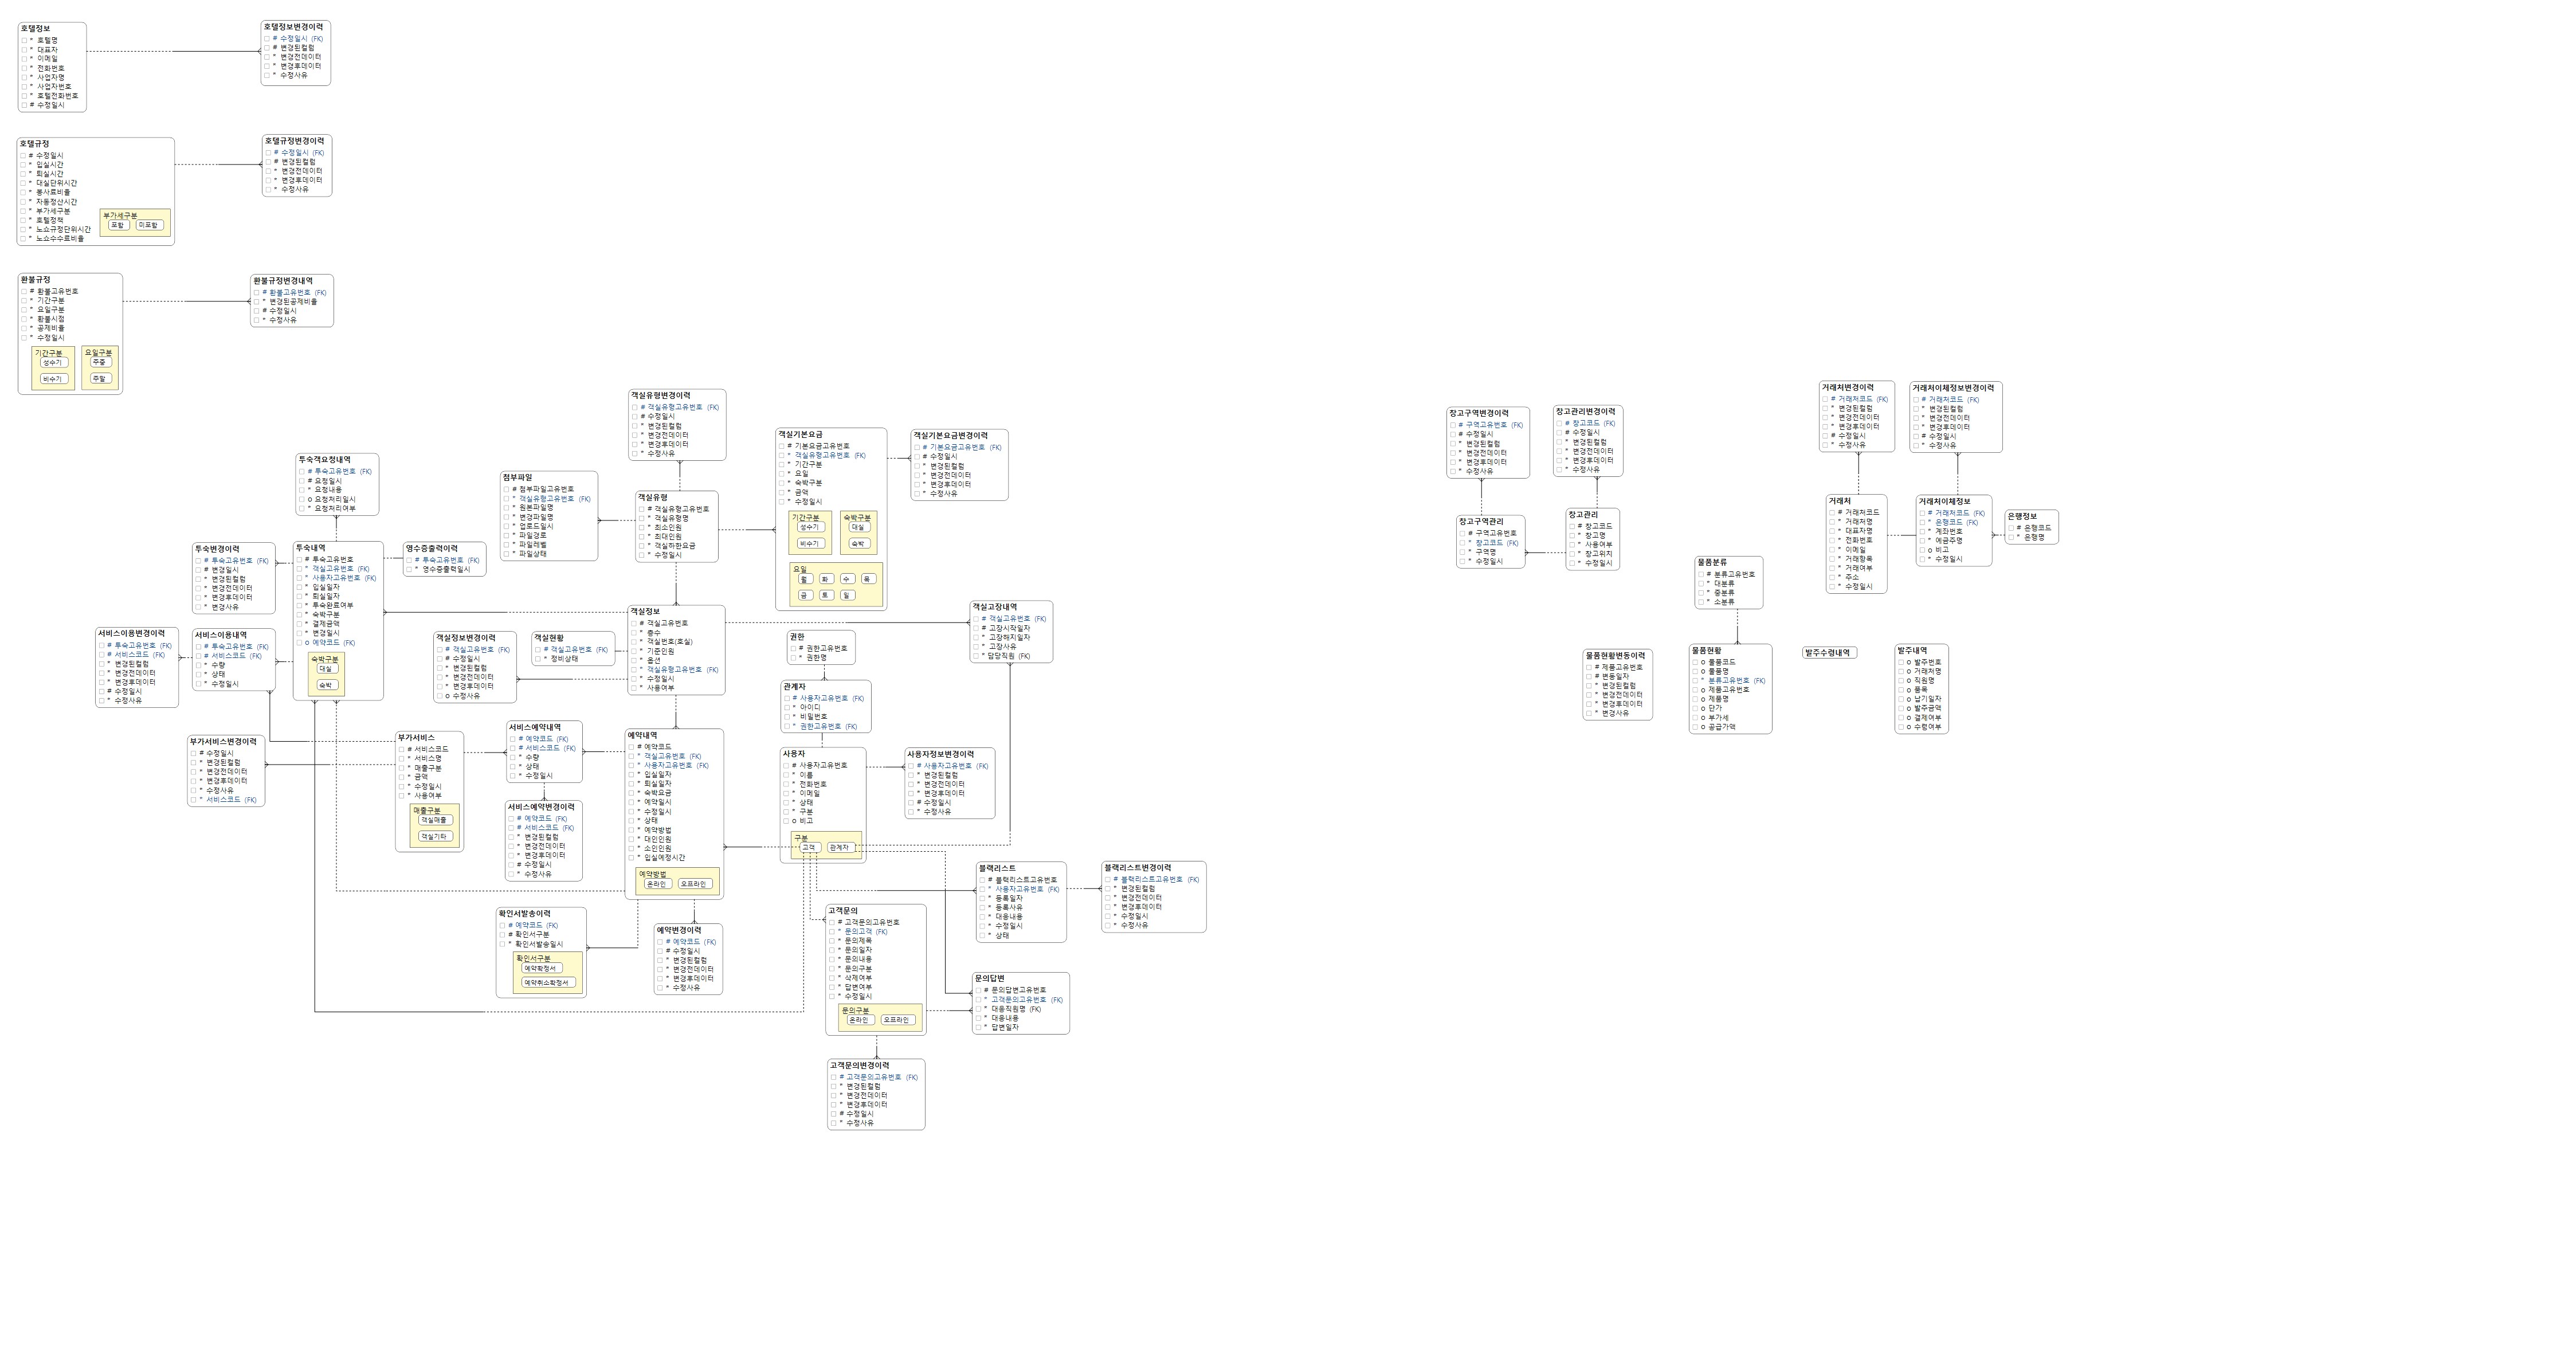 호텔정보
* 호텔명
* 대표자
* 이메일
* 전화번호
* 사업자명
* 사업자번호
* 호텔전화번호
# 수정일시
호텔정보변경이력
# 수정일시 (FK)
# 변경된컬럼
* 변경전데이터
* 변경후데이터
* 수정사유
호텔규정
# 수정일시
* 입실시간
* 퇴실시간
* 대실단위시간
* 봉사료비율
* 자동정산시간
* 부가세구분
* 호텔정책
* 노쇼규정단위시간
* 노쇼수수료비율
부가세구분
포함
미포함
호텔규정변경이력
# 수정일시 (FK)
# 변경된컬럼
* 변경전데이터
* 변경후데이터
* 수정사유
환불규정
# 환불고유번호
* 기간구분
* 요일구분
* 환불시점
* 공제비율
* 수정일시
기간구분
성수기
비수기
요일구분
주중
주말
환불규정변경내역
# 환불고유번호 (FK)
* 변경된공제비율
# 수정일시
* 수정사유
객실유형변경이력
# 객실유형고유번호 (FK)
# 수정일시
* 변경된컬럼
* 변경전데이터
* 변경후데이터
* 수정사유
객실기본요금
# 기본요금고유번호
* 객실유형고유번호 (FK)
* 기간구분
* 요일
* 숙박구분
* 금액
* 수정일시
기간구분
성수기
비수기
숙박구분
대실
숙박
요일
월
화
수
목
금
토
일
객실기본요금변경이력
# 기본요금고유번호 (FK)
# 수정일시
* 변경된컬럼
* 변경전데이터
* 변경후데이터
* 수정사유
투숙객요청내역
# 투숙고유번호 (FK)
# 요청일시
* 요청내용
o 요청처리일시
* 요청처리여부
첨부파일
# 첨부파일고유번호
* 객실유형고유번호 (FK)
* 원본파일명
* 변경파일명
* 업로드일시
* 파일경로
* 파일레벨
* 파일상태
객실유형
# 객실유형고유번호
* 객실유형명
* 최소인원
* 최대인원
* 객실하한요금
* 수정일시
투숙변경이력
# 투숙고유번호 (FK)
# 변경일시
* 변경된컬럼
* 변경전데이터
* 변경후데이터
* 변경사유
투숙내역
# 투숙고유번호
* 객실고유번호 (FK)
* 사용자고유번호 (FK)
* 입실일자
* 퇴실일자
* 투숙완료여부
* 숙박구분
* 결제금액
* 변경일시
o 예약코드 (FK)
숙박구분
대실
숙박
영수증출력이력
# 투숙고유번호 (FK)
* 영수증출력일시
서비스이용변경이력
# 투숙고유번호 (FK)
# 서비스코드 (FK)
* 변경된컬럼
* 변경전데이터
* 변경후데이터
# 수정일시
* 수정사유
서비스이용내역
# 투숙고유번호 (FK)
# 서비스코드 (FK)
* 수량
* 상태
* 수정일시
객실정보변경이력
# 객실고유번호 (FK)
# 수정일시
* 변경된컬럼
* 변경전데이터
* 변경후데이터
o 수정사유
객실현황
# 객실고유번호 (FK)
* 정비상태
객실정보
# 객실고유번호
* 층수
* 객실번호(호실)
* 기준인원
* 옵션
* 객실유형고유번호 (FK)
* 수정일시
* 사용여부
객실고장내역
# 객실고유번호 (FK)
# 고장시작일자
* 고장해지일자
* 고장사유
* 담당직원 (FK)
권한
# 권한고유번호
* 권한명
관계자
# 사용자고유번호 (FK)
* 아이디
* 비밀번호
* 권한고유번호 (FK)
부가서비스변경이력
# 수정일시
* 변경된컬럼
* 변경전데이터
* 변경후데이터
* 수정사유
* 서비스코드 (FK)
부가서비스
# 서비스코드
* 서비스명
* 매출구분
* 금액
* 수정일시
* 사용여부
매출구분
객실매출
객실기타
서비스예약내역
# 예약코드 (FK)
# 서비스코드 (FK)
* 수량
* 상태
* 수정일시
서비스예약변경이력
# 예약코드 (FK)
# 서비스코드 (FK)
* 변경된컬럼
* 변경전데이터
* 변경후데이터
# 수정일시
* 수정사유
예약내역
# 예약코드
* 객실고유번호 (FK)
* 사용자고유번호 (FK)
* 입실일자
* 퇴실일자
* 숙박요금
* 예약일시
* 수정일시
* 상태
* 예약방법
* 대인인원
* 소인인원
* 입실예정시간
예약방법
온라인
오프라인
사용자
# 사용자고유번호
* 이름
* 전화번호
* 이메일
* 상태
* 구분
o 비고
구분
고객
관계자
사용자정보변경이력
# 사용자고유번호 (FK)
* 변경된컬럼
* 변경전데이터
* 변경후데이터
# 수정일시
* 수정사유
확인서발송이력
# 예약코드 (FK)
# 확인서구분
* 확인서발송일시
확인서구분
예약확정서
예약취소확정서
예약변경이력
# 예약코드 (FK)
# 수정일시
* 변경된컬럼
* 변경전데이터
* 변경후데이터
* 수정사유
고객문의
# 고객문의고유번호
* 문의고객 (FK)
* 문의제목
* 문의일자
* 문의내용
* 문의구분
* 삭제여부
* 답변여부
* 수정일시
문의구분
온라인
오프라인
블랙리스트
# 블랙리스트고유번호
* 사용자고유번호 (FK)
* 등록일자
* 등록사유
* 대응내용
* 수정일시
* 상태
블랙리스트변경이력
# 블랙리스트고유번호 (FK)
* 변경된컬럼
* 변경전데이터
* 변경후데이터
* 수정일시
* 수정사유
문의답변
# 문의답변고유번호
* 고객문의고유번호 (FK)
* 대응직원명 (FK)
* 대응내용
* 답변일자
고객문의변경이력
# 고객문의고유번호 (FK)
* 변경된컬럼
* 변경전데이터
* 변경후데이터
# 수정일시
* 수정사유
창고구역변경이력
# 구역고유번호 (FK)
# 수정일시
* 변경된컬럼
* 변경전데이터
* 변경후데이터
* 수정사유
창고관리변경이력
# 창고코드 (FK)
# 수정일시
* 변경된컬럼
* 변경전데이터
* 변경후데이터
* 수정사유
창고구역관리
# 구역고유번호
* 창고코드 (FK)
* 구역명
* 수정일시
창고관리
# 창고코드
* 창고명
* 사용여부
* 창고위치
* 수정일시
거래처변경이력
# 거래처코드 (FK)
* 변경된컬럼
* 변경전데이터
* 변경후데이터
# 수정일시
* 수정사유
거래처이체정보변경이력
# 거래처코드 (FK)
* 변경된컬럼
* 변경전데이터
* 변경후데이터
# 수정일시
* 수정사유
거래처
# 거래처코드
* 거래처명
* 대표자명
* 전화번호
* 이메일
* 거래항목
* 거래여부
* 주소
* 수정일시
거래처이체정보
# 거래처코드 (FK)
* 은행코드 (FK)
* 계좌번호
* 예금주명
o 비고
* 수정일시
은행정보
# 은행코드
* 은행명
물품분류
# 분류고유번호
* 대분류
* 중분류
* 소분류
물품현황변동이력
# 제품고유번호
# 변동일자
* 변경된컬럼
* 변경전데이터
* 변경후데이터
* 변경사유
물품현황
o 물품코드
o 물품명
* 분류고유번호 (FK)
o 제품고유번호
o 제품명
o 단가
o 부가세
o 공급가액
발주수령내역
발주내역
o 발주번호
o 거래처명
o 직원명
o 품목
o 납기일자
o 발주금액
o 결제여부
o 수령여부